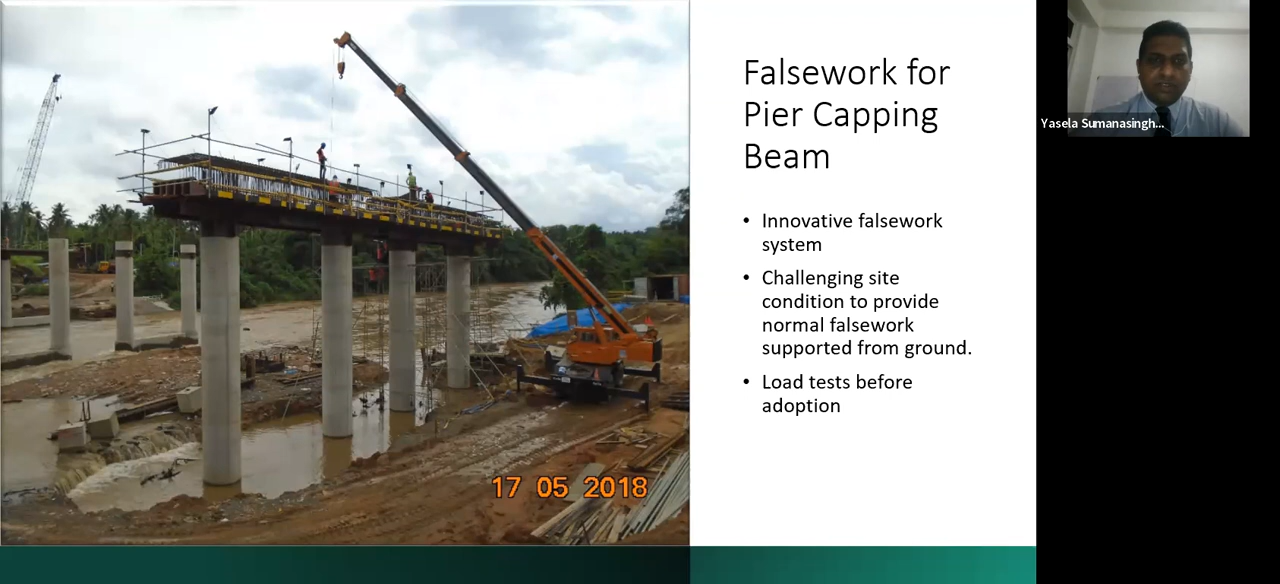 Falsework for
Pier Capping
Beam
• Innovative falsework
system
• Challenging site
condition to provide
normal falsework
supported from ground.
• Load tests before
adoption
17 05 2018
Yasela Sumanasingh...